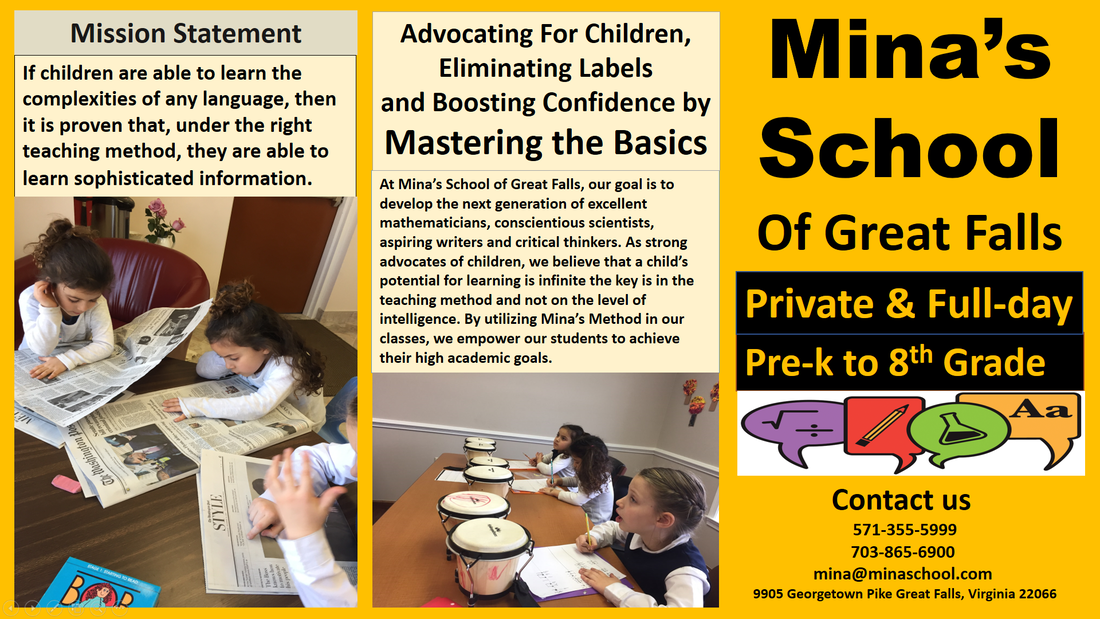 Mission Statement
If children are able to learn the
complexities of any language, then
it is proven that, under the right
teaching method, they are able to
learn sophisticated information.
The Washington Post
STYLE
BOB
Advocating For Children,
Eliminating Labels
and Boosting Confidence by
Mastering the Basics
At Mina's School of Great Falls, our goal is to
develop the next generation of excellent
mathematicians, conscientious scientists,
aspiring writers and critical thinkers. As strong
advocates of children, we believe that a child's
potential for learning is infinite the key is in the
teaching method and not on the level of
intelligence. By utilizing Mina's Method in our
classes, we empower our students to achieve
their high academic goals.
Mina's
School
Of Great Falls
Private & Full-day
Pre-k to 8th Grade
Aa
Contact us
571-355-5999
703-865-6900
mina@minaschool.com
9905 Georgetown Pike Great Falls, Virginia 22066